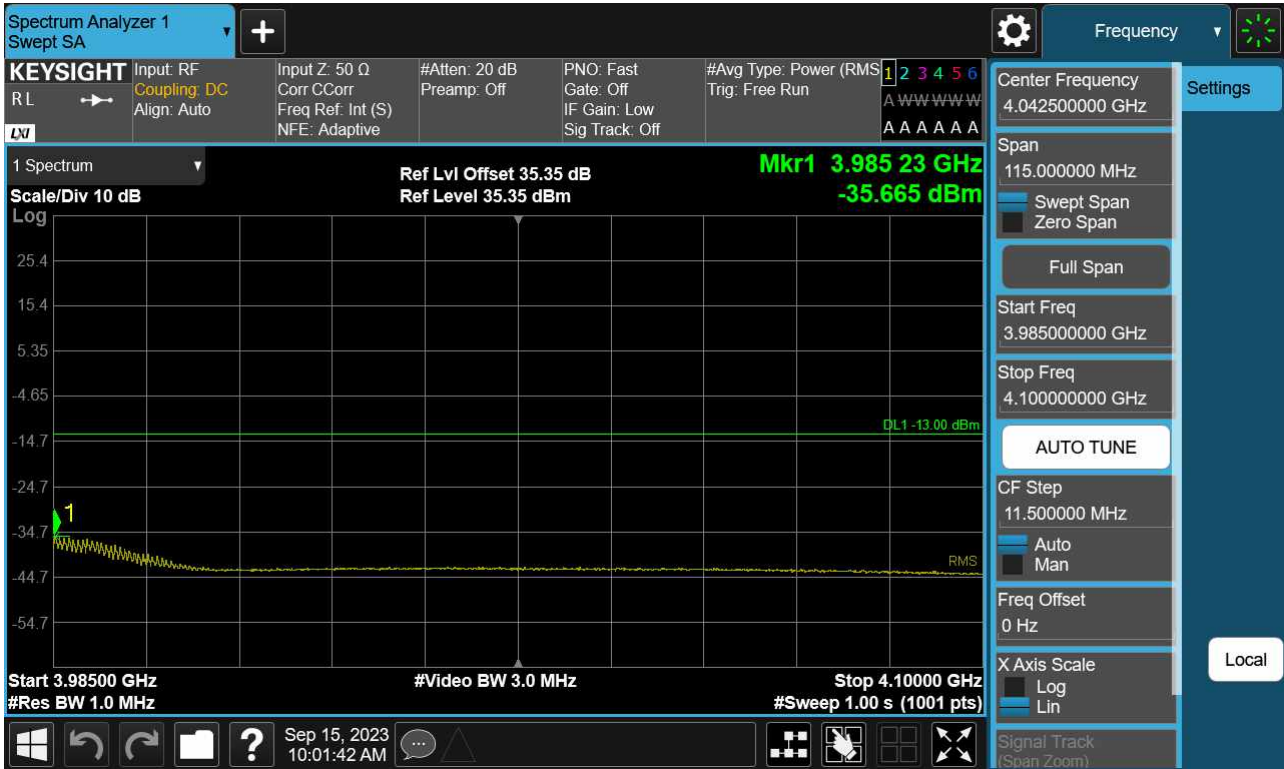 Spectrum Analyzer 1
Swept SA
+
Frequency
KEYSIGHT
R L
LXI
Input: RF
Coupling: DC
Align: Auto
Input Z: 50 Ω
Corr CCorr
Freq Ref: Int (S)
NFE: Adaptive
#Atten: 20 dB
Preamp: Off
PNO: Fast
Gate: Off
IF Gain: Low
Sig Track: Off
#Avg Type: Power (RMS
Trig: Free Run
1 2 3 4 5 6
A W W W W W
A A A A A A
1 Spectrum
Scale/Div 10 dB
Log
Ref Lvl Offset 35.35 dB
Ref Level 35.35 dBm
Mkr1 3.985 23 GHz
-35.665 dBm
25.4
15.4
5.35
-4.65
DL1 -13.00 dBm
-14.7
-24.7
1
-34.7
RMS
-44.7
-54.7
Start 3.98500 GHz
#Res BW 1.0 MHz
#Video BW 3.0 MHz
Stop 4.10000 GHz
#Sweep 1.00 s (1001 pts)
Center Frequency
4.042500000 GHz
Span
115.000000 MHz
Swept Span
Zero Span
Full Span
Start Freq
3.985000000 GHz
Stop Freq
4.100000000 GHz
AUTO TUNE
CF Step
11.500000 MHz
Auto
Man
Freq Offset
0 Hz
X Axis Scale
Log
Lin
Signal Track
(Span Zoom)
Settings
Local
?
Sep 15, 2023
10:01:42 AM